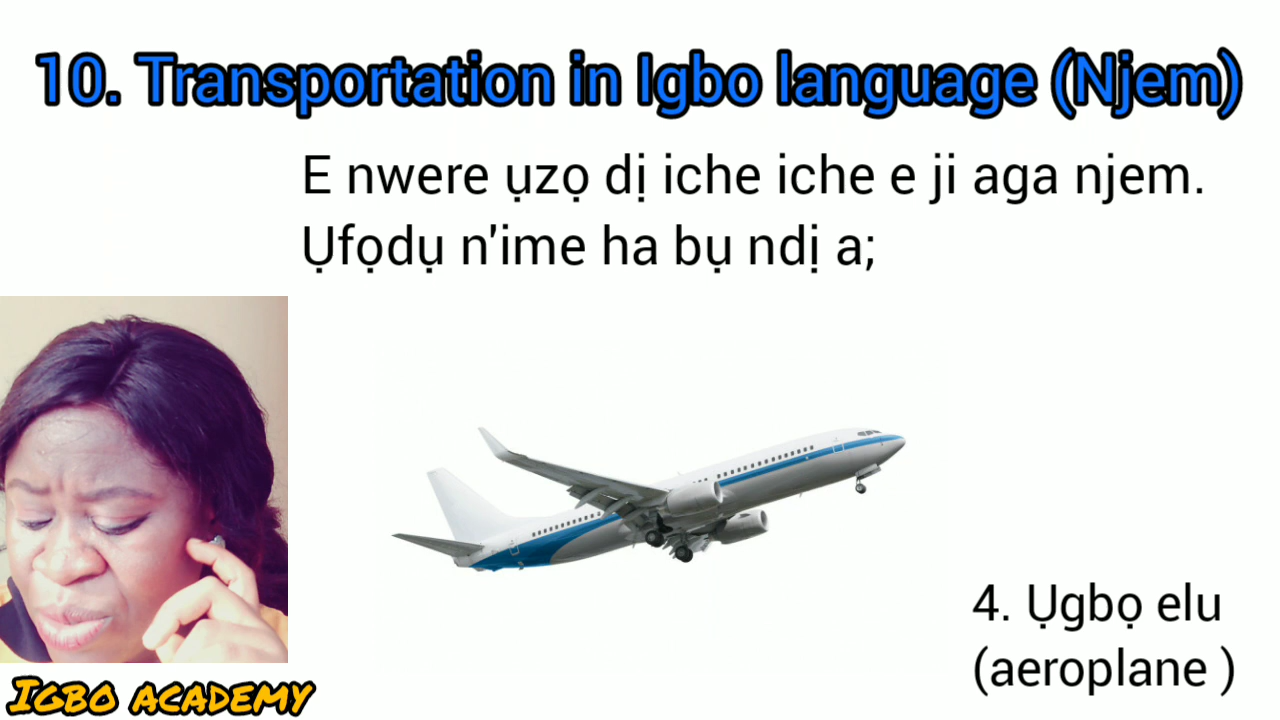 10. Transportation in Igbo language (Njem)
E nwere ụzọ dị iche iche e ji aga njem.
Ụfọdụ n'ime ha bụ ndị a;
4. Ụgbọ elu
(aeroplane )
IGBO ACADEMY